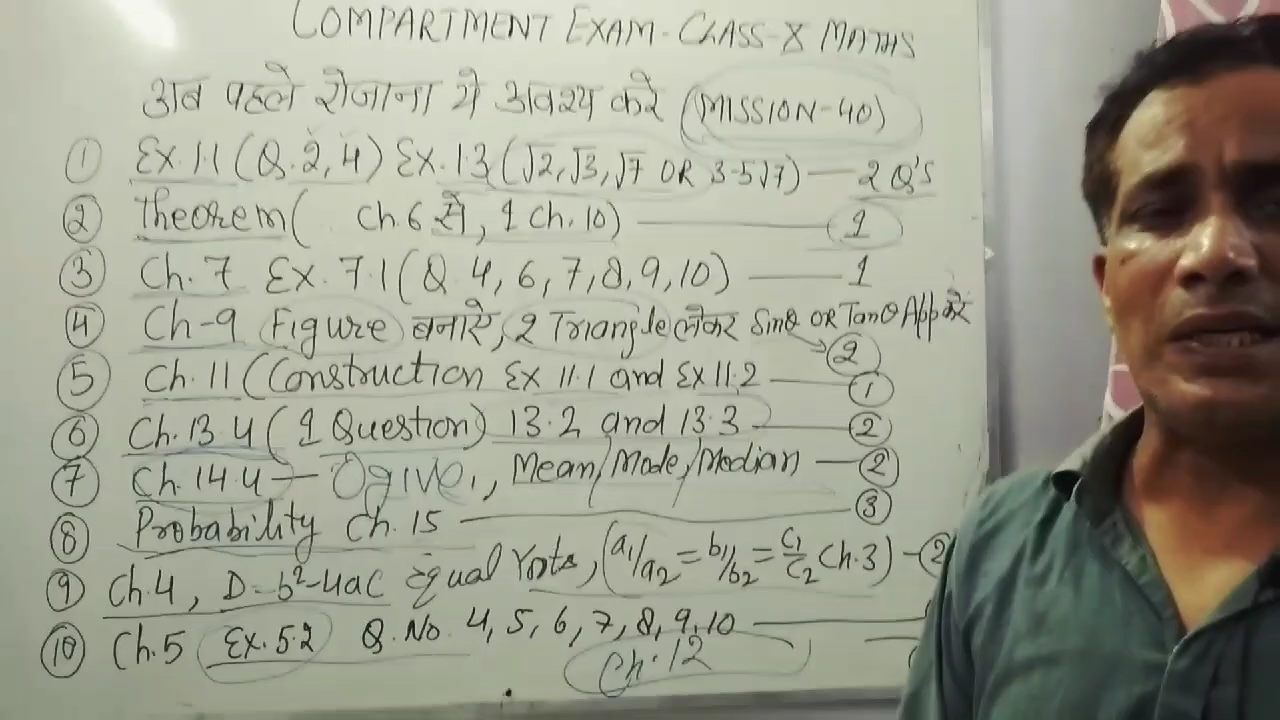 COMPARTMENT EXAM-CLASS-X MATHS
अब पहले रोजाना ये अवश्य करे (MISSION-40)
① Ex.1.1 (Q.2, 4) Ex.1.3 (√2, √3, √7 OR 3-5√7) — 2 Q'S
② Theorem ( Ch.6 से, 1 Ch.10) — 1
③ Ch.7 Ex.7.1 (Q.4, 6, 7, 8, 9, 10) — 1
④ Ch-9 Figure बनाऐ, 2 Triangle लेकर Sinθ OR Tanθ App करे
②
⑤ Ch.11 (Construction Ex 11.1 and Ex 11.2 — ①
⑥ Ch.13.4 (1 Question) 13.2 and 13.3 — ②
⑦ Ch.14.4 — Ogive, Mean/Mode/Median — ②
⑧ Probability Ch.15 — ③
⑨ Ch.4, D=b²-4ac Equal roots, (a₁/a₂ = b₁/b₂ = c₁/c₂ Ch.3) — ②
⑩ Ch.5 Ex.5.2 Q.No. 4, 5, 6, 7, 8, 9, 10 —
Ch.12